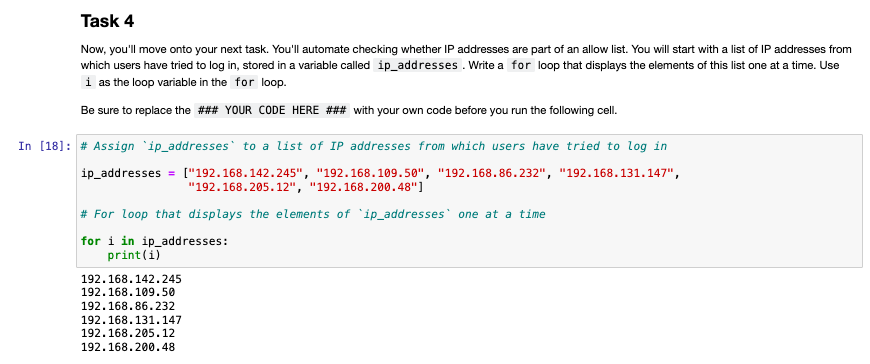 Task 4
Now, you'll move onto your next task. You'll automate checking whether IP addresses are part of an allow list. You will start with a list of IP addresses from
which users have tried to log in, stored in a variable called ip_addresses . Write a for loop that displays the elements of this list one at a time. Use
i as the loop variable in the for loop.
Be sure to replace the ### YOUR CODE HERE ### with your own code before you run the following cell.
In [18]: # Assign `ip_addresses` to a list of IP addresses from which users have tried to log in
ip_addresses = ["192.168.142.245", "192.168.109.50", "192.168.86.232", "192.168.131.147",
"192.168.205.12", "192.168.200.48"]
# For loop that displays the elements of `ip_addresses` one at a time
for i in ip_addresses:
print(i)
192.168.142.245
192.168.109.50
192.168.86.232
192.168.131.147
192.168.205.12
192.168.200.48